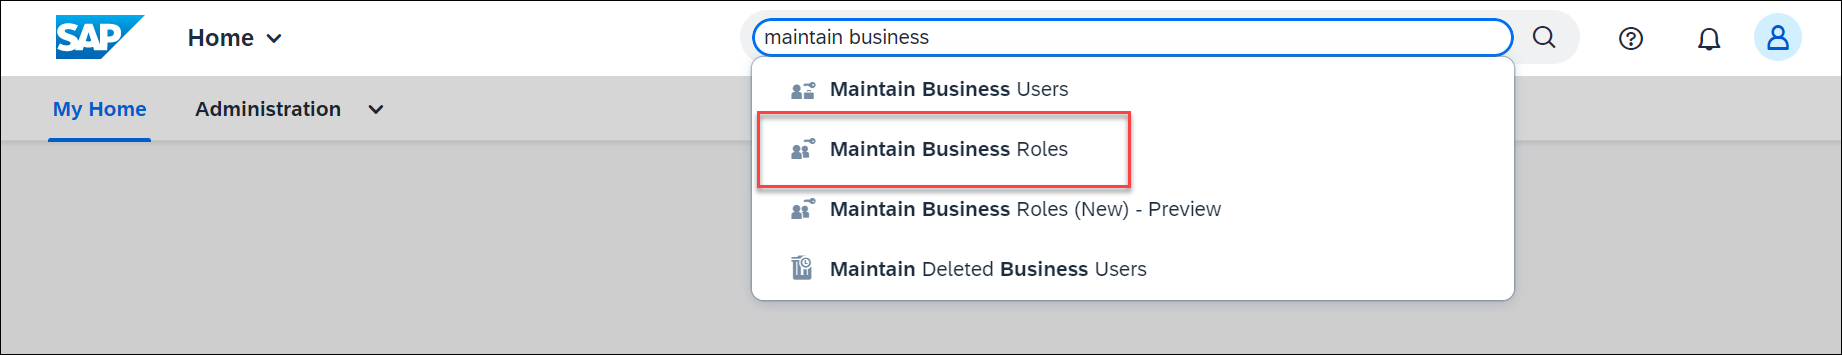 SAP
Home
maintain business
My Home
Administration
Maintain Business Users
Maintain Business Roles
Maintain Business Roles (New) - Preview
Maintain Deleted Business Users